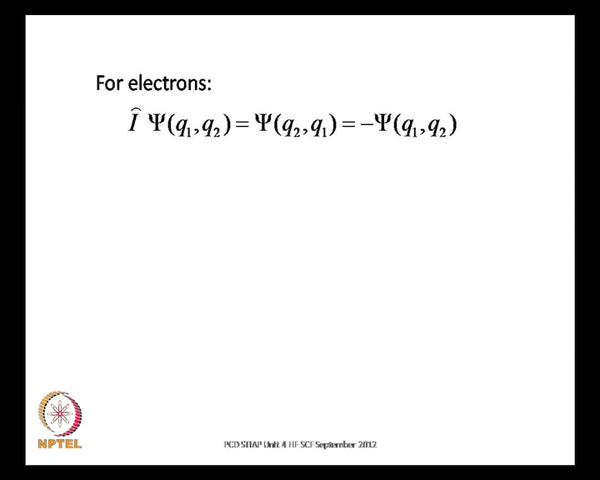 For electrons:
Î Ψ(q₁,q₂) = Ψ(q₂,q₁) = −Ψ(q₁,q₂)
NPTEL
PCD STiAP Unit 4 HF SCF September 2012